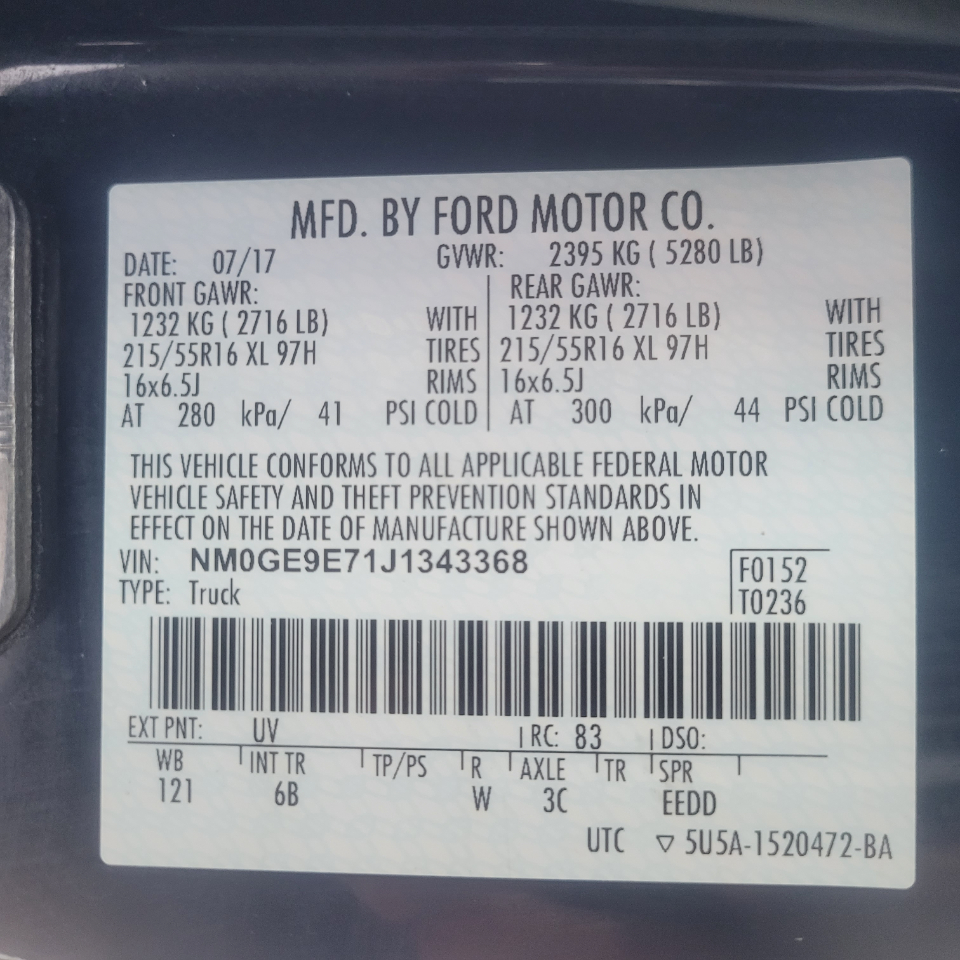 MFD. BY FORD MOTOR CO.
DATE: 07/17 GVWR: 2395 KG ( 5280 LB)
FRONT GAWR: REAR GAWR:
1232 KG ( 2716 LB) WITH 1232 KG ( 2716 LB) WITH
215/55R16 XL 97H TIRES 215/55R16 XL 97H TIRES
16x6.5J RIMS 16x6.5J RIMS
AT 280 kPa/ 41 PSI COLD AT 300 kPa/ 44 PSI COLD
THIS VEHICLE CONFORMS TO ALL APPLICABLE FEDERAL MOTOR
VEHICLE SAFETY AND THEFT PREVENTION STANDARDS IN
EFFECT ON THE DATE OF MANUFACTURE SHOWN ABOVE.
VIN: NM0GE9E71J1343368 F0152
TYPE: Truck T0236
EXT PNT: UV RC: 83 DSO:
WB INT TR TP/PS R AXLE TR SPR
121 6B W 3C EEDD
UTC ▽ 5U5A-1520472-BA